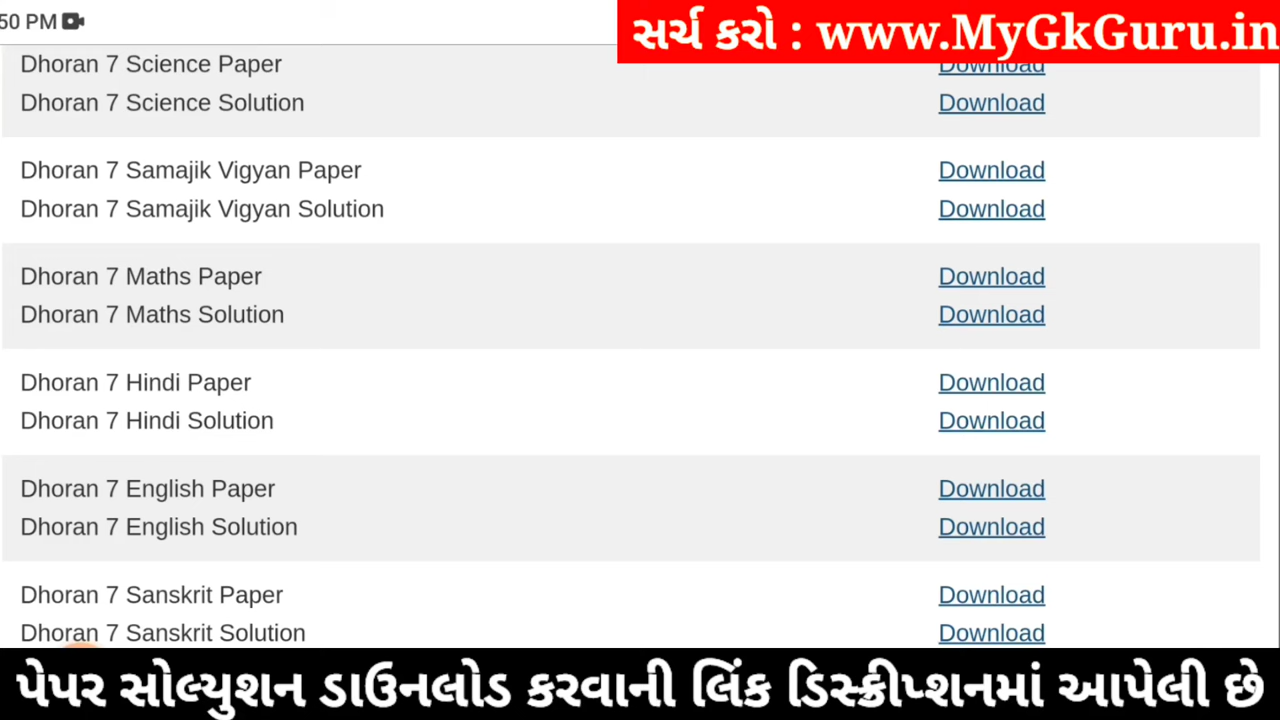 50 PM
સર્ચ કરો : www.MyGkGuru.in
Dhoran 7 Science Paper Download
Dhoran 7 Science Solution Download
Dhoran 7 Samajik Vigyan Paper Download
Dhoran 7 Samajik Vigyan Solution Download
Dhoran 7 Maths Paper Download
Dhoran 7 Maths Solution Download
Dhoran 7 Hindi Paper Download
Dhoran 7 Hindi Solution Download
Dhoran 7 English Paper Download
Dhoran 7 English Solution Download
Dhoran 7 Sanskrit Paper Download
Dhoran 7 Sanskrit Solution Download
પેપર સોલ્યુશન ડાઉનલોડ કરવાની લિંક ડિસ્ક્રીપ્શનમાં આપેલી છે